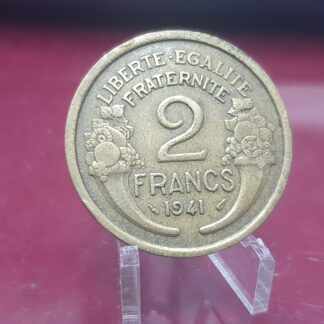 LIBERTE · EGALITE
FRATERNITE
2
FRANCS
1941